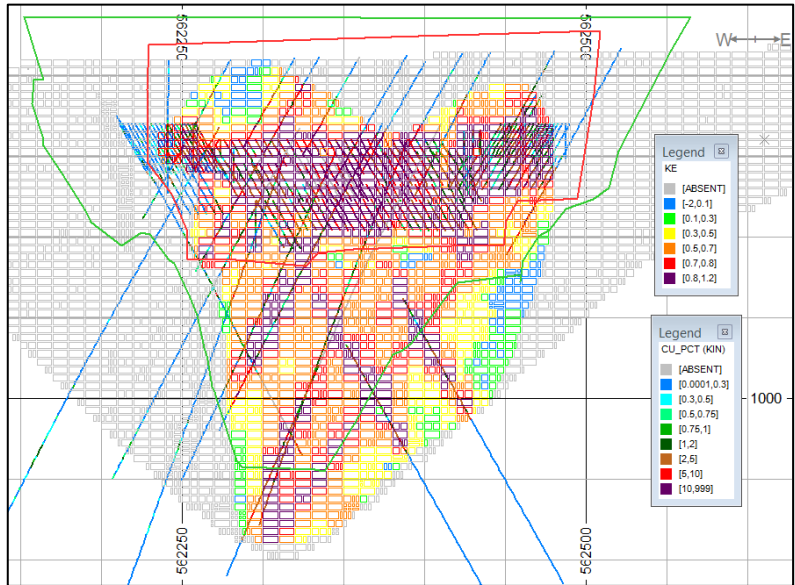 562250
562500
W E
Legend
KE
[ABSENT]
[-2,0.1]
[0.1,0.3]
[0.3,0.5]
[0.5,0.7]
[0.7,0.8]
[0.8,1.2]
Legend
CU_PCT (KIN)
[ABSENT]
[0.0001,0.3]
[0.3,0.5]
[0.5,0.75]
[0.75,1]
[1,2]
[2,5]
[5,10]
[10,999]
1000
562250
562500